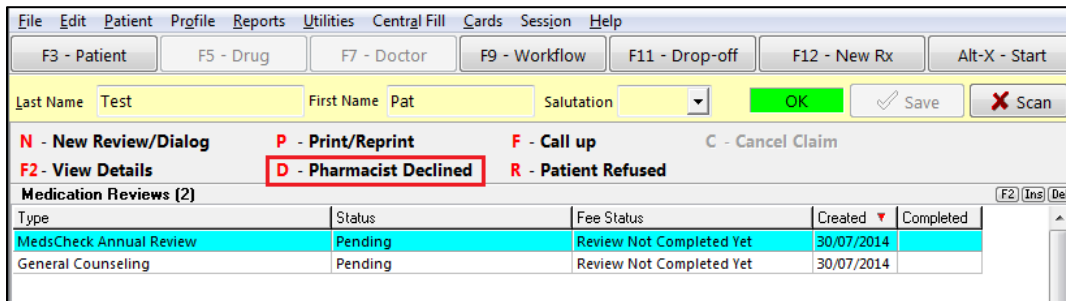 File Edit Patient Profile Reports Utilities Central Fill Cards Session Help
F3 - Patient F5 - Drug F7 - Doctor F9 - Workflow F11 - Drop-off F12 - New Rx Alt-X - Start
Last Name Test First Name Pat Salutation OK Save X Scan
N - New Review/Dialog P - Print/Reprint F - Call up C - Cancel Claim
F2 - View Details D - Pharmacist Declined R - Patient Refused
Medication Reviews (2) F2 Ins De
Type Status Fee Status Created Completed
MedsCheck Annual Review Pending Review Not Completed Yet 30/07/2014
General Counseling Pending Review Not Completed Yet 30/07/2014